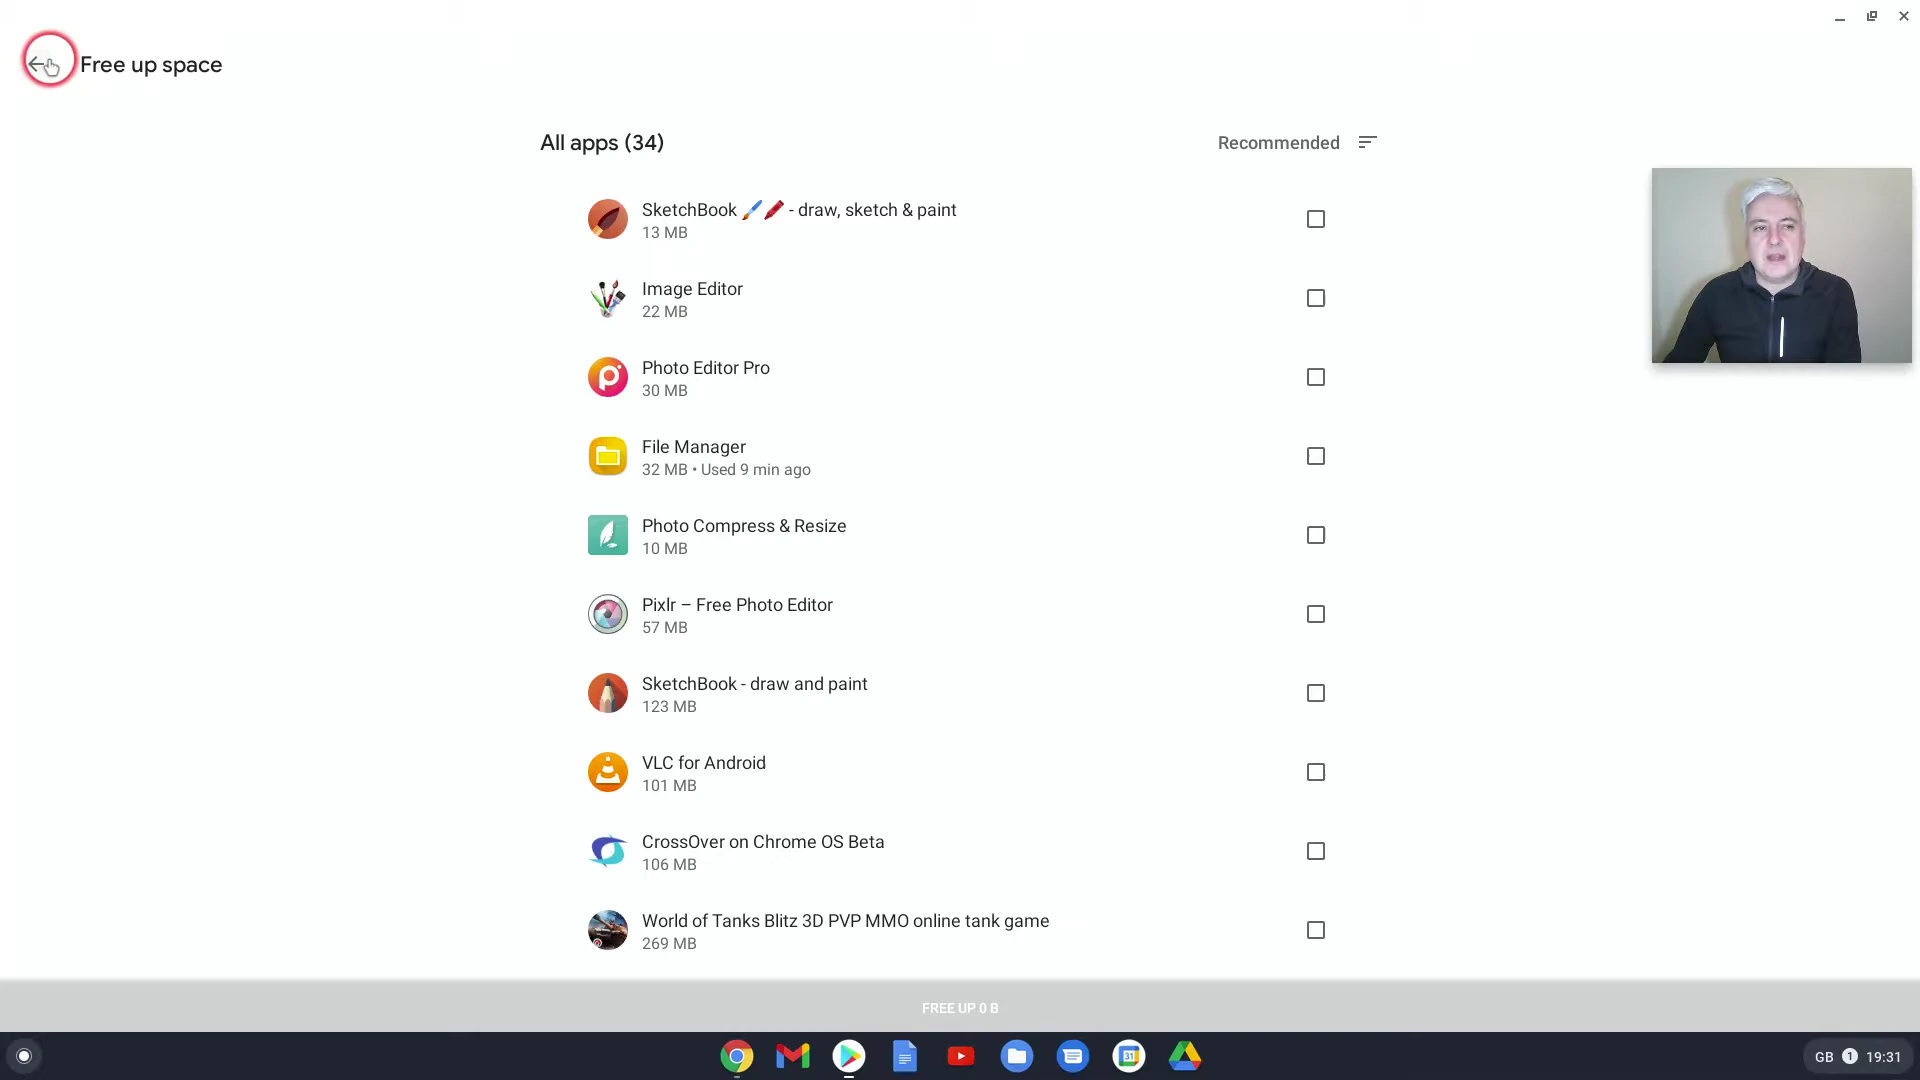 Free up space
All apps (34)
Recommended
SketchBook 🖌️🖍️ - draw, sketch & paint
13 MB
Image Editor
22 MB
Photo Editor Pro
30 MB
File Manager
32 MB • Used 9 min ago
Photo Compress & Resize
10 MB
Pixlr – Free Photo Editor
57 MB
SketchBook - draw and paint
123 MB
VLC for Android
101 MB
CrossOver on Chrome OS Beta
106 MB
World of Tanks Blitz 3D PVP MMO online tank game
269 MB
FREE UP 0 B
31
GB 1 19:31